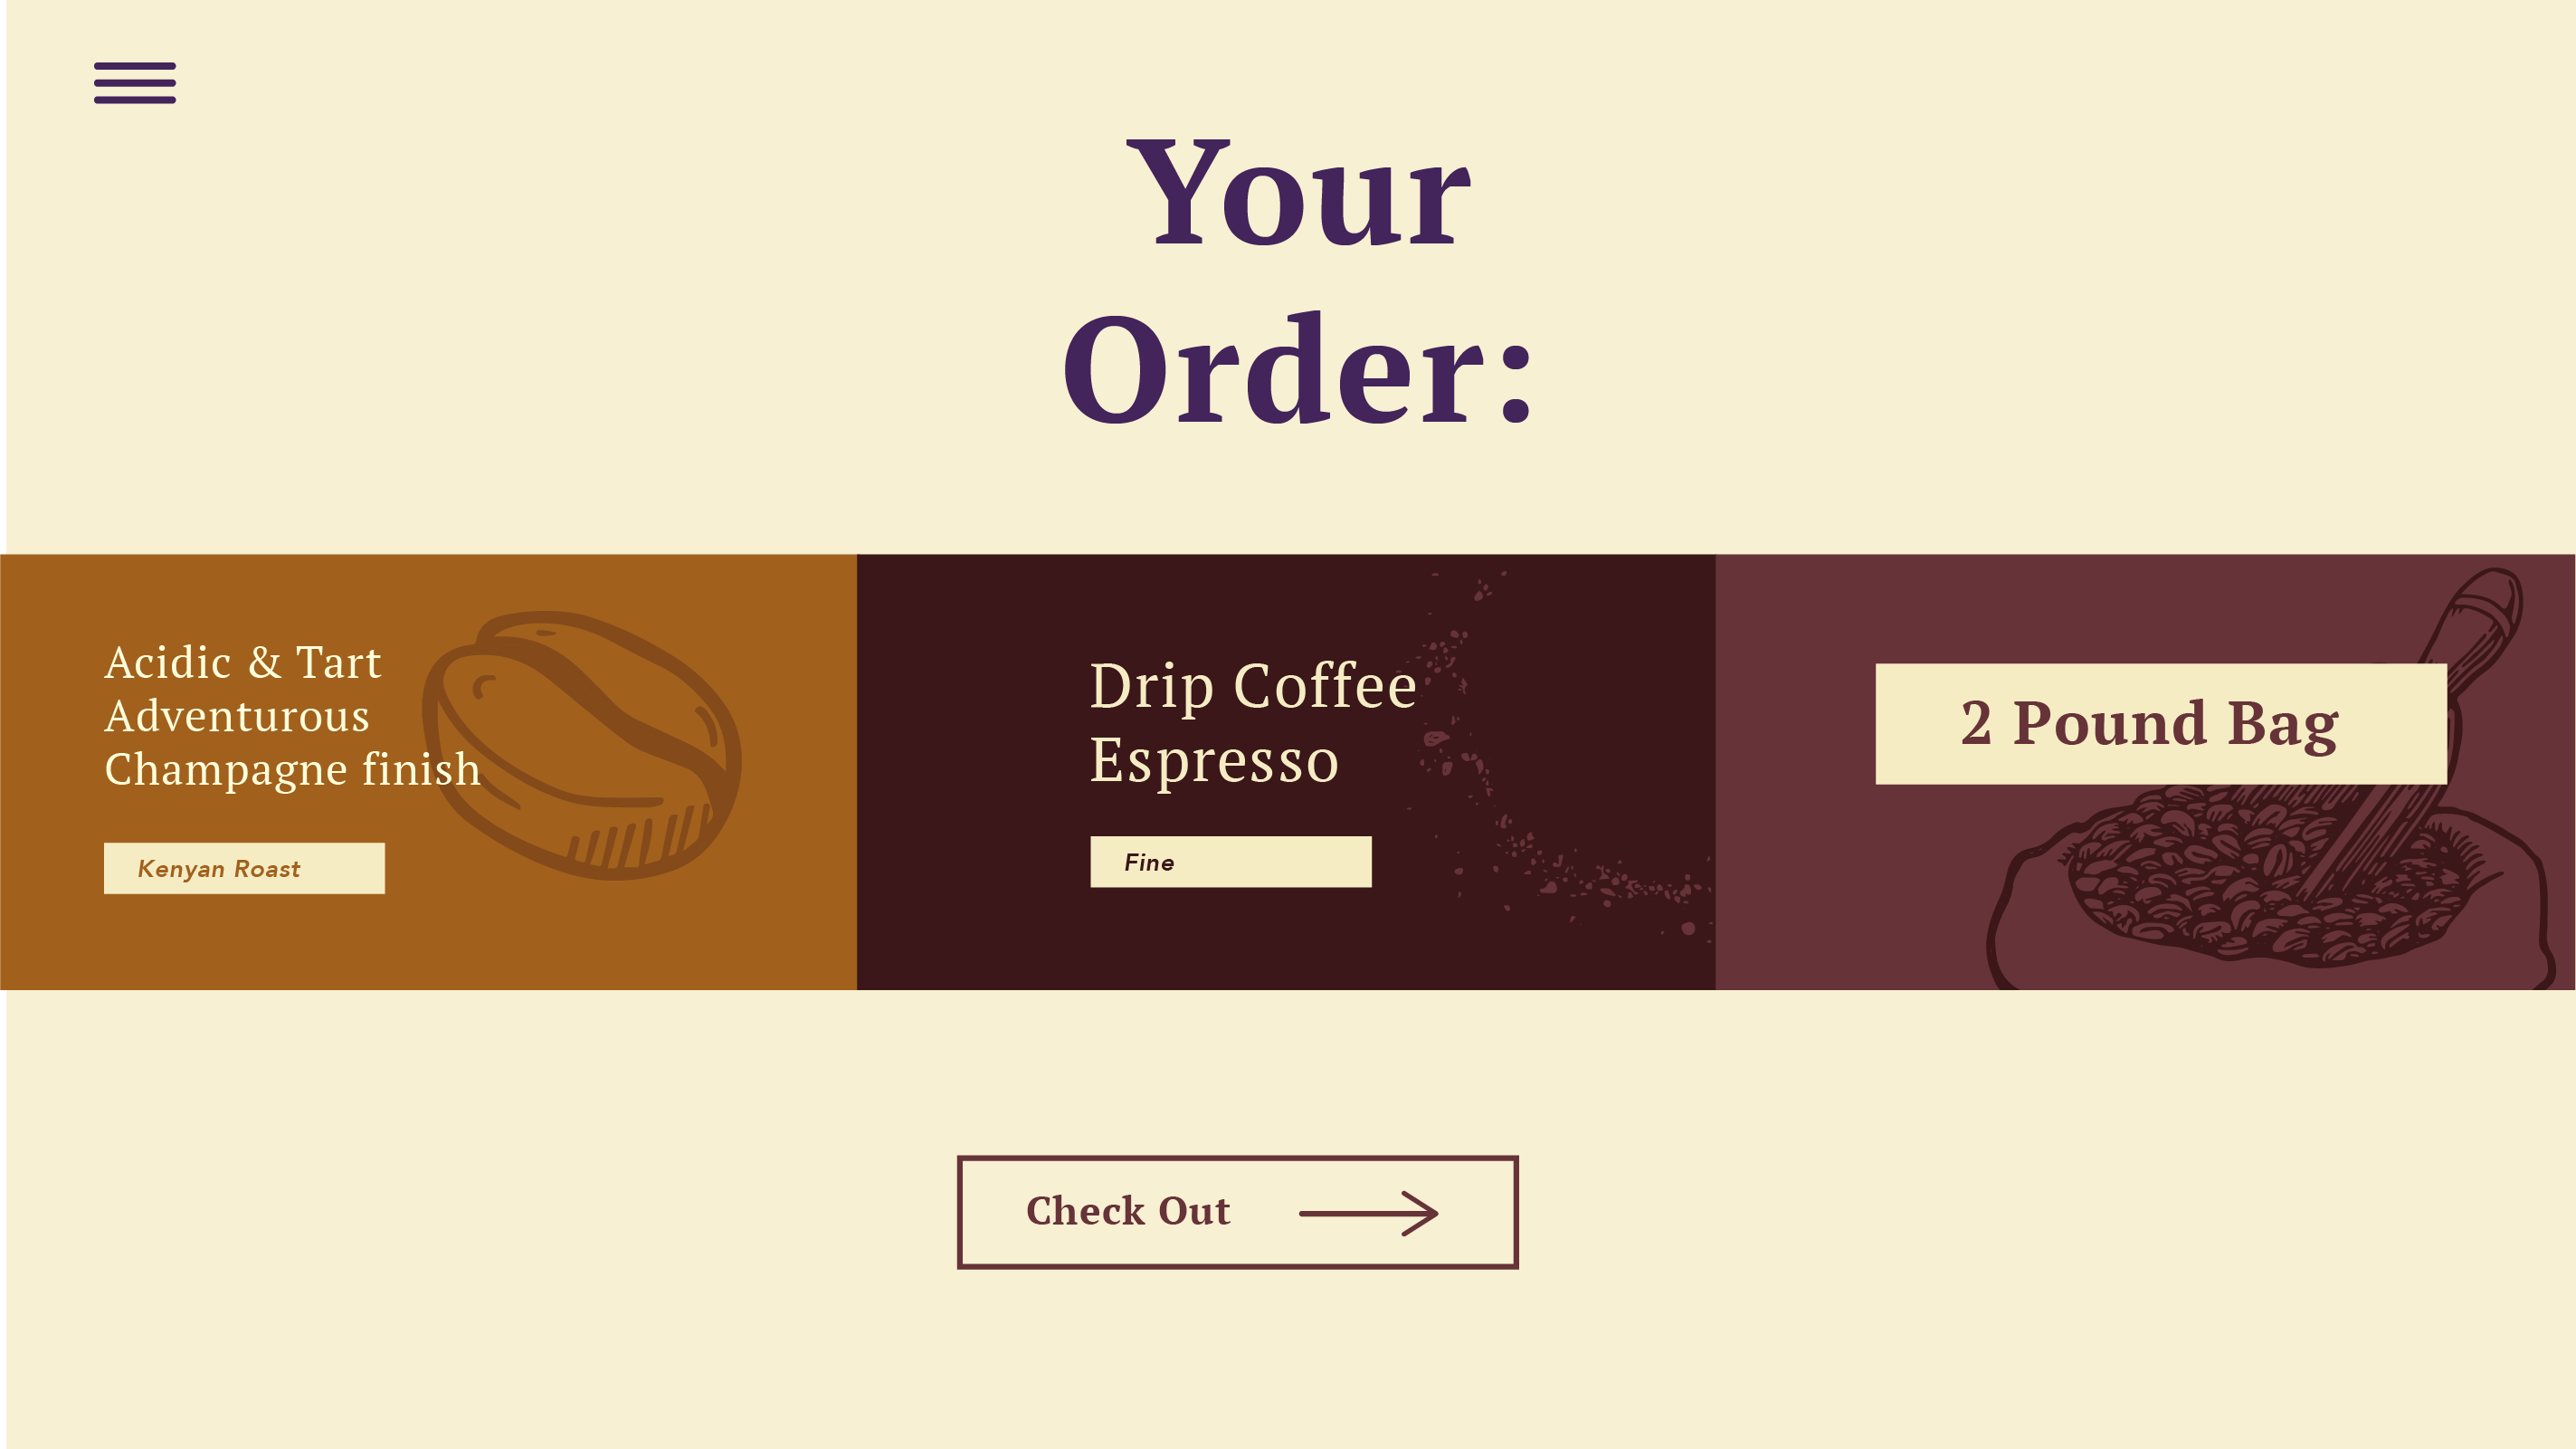 Your
Order:
Acidic & Tart
Adventurous
Champagne finish
Kenyan Roast
Drip Coffee
Espresso
Fine
2 Pound Bag
Check Out